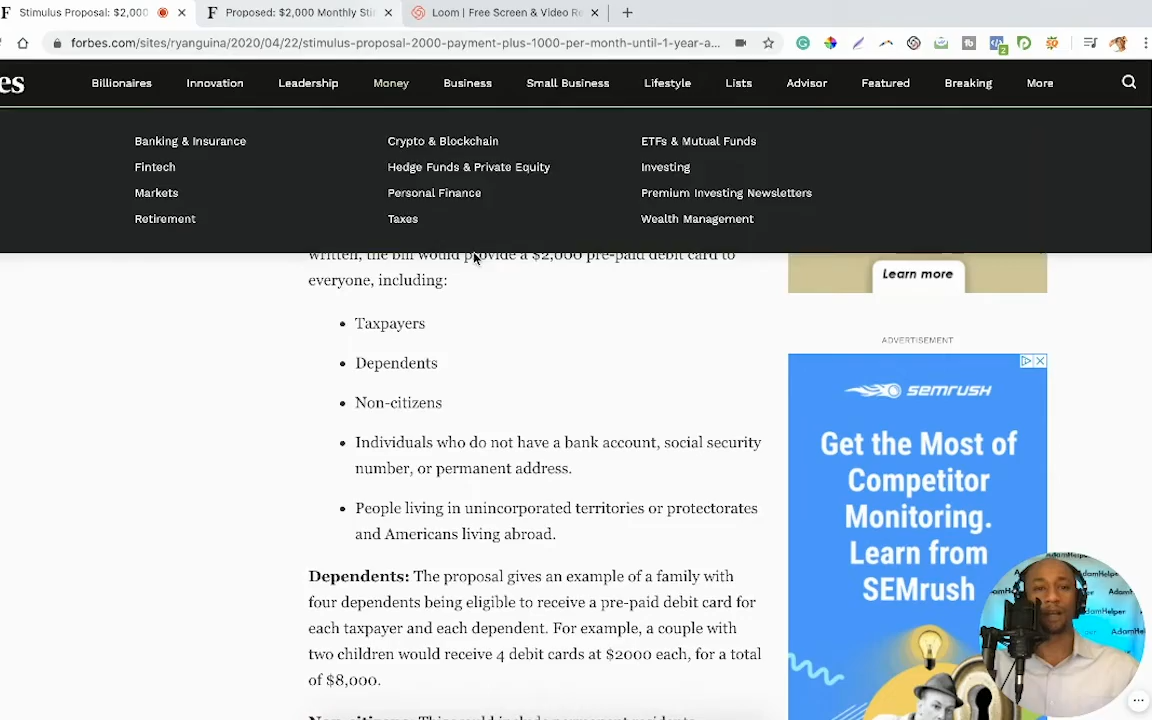 Stimulus Proposal: $2,000
Proposed: $2,000 Monthly Sti
Loom | Free Screen & Video Re
forbes.com/sites/ryanguina/2020/04/22/stimulus-proposal-2000-payment-plus-1000-per-month-until-1-year-a...
es
Billionaires Innovation Leadership Money Business Small Business Lifestyle Lists Advisor Featured Breaking More
Banking & Insurance Crypto & Blockchain ETFs & Mutual Funds
Fintech Hedge Funds & Private Equity Investing
Markets Personal Finance Premium Investing Newsletters
Retirement Taxes Wealth Management
written, the bill would provide a $2,000 pre-paid debit card to
everyone, including:
• Taxpayers
• Dependents
• Non-citizens
• Individuals who do not have a bank account, social security
number, or permanent address.
• People living in unincorporated territories or protectorates
and Americans living abroad.
Dependents: The proposal gives an example of a family with
four dependents being eligible to receive a pre-paid debit card for
each taxpayer and each dependent. For example, a couple with
two children would receive 4 debit cards at $2000 each, for a total
of $8,000.
Learn more
ADVERTISEMENT
SEMRUSH
Get the Most of
Competitor
Monitoring.
Learn from
SEMrush
AdamHelper